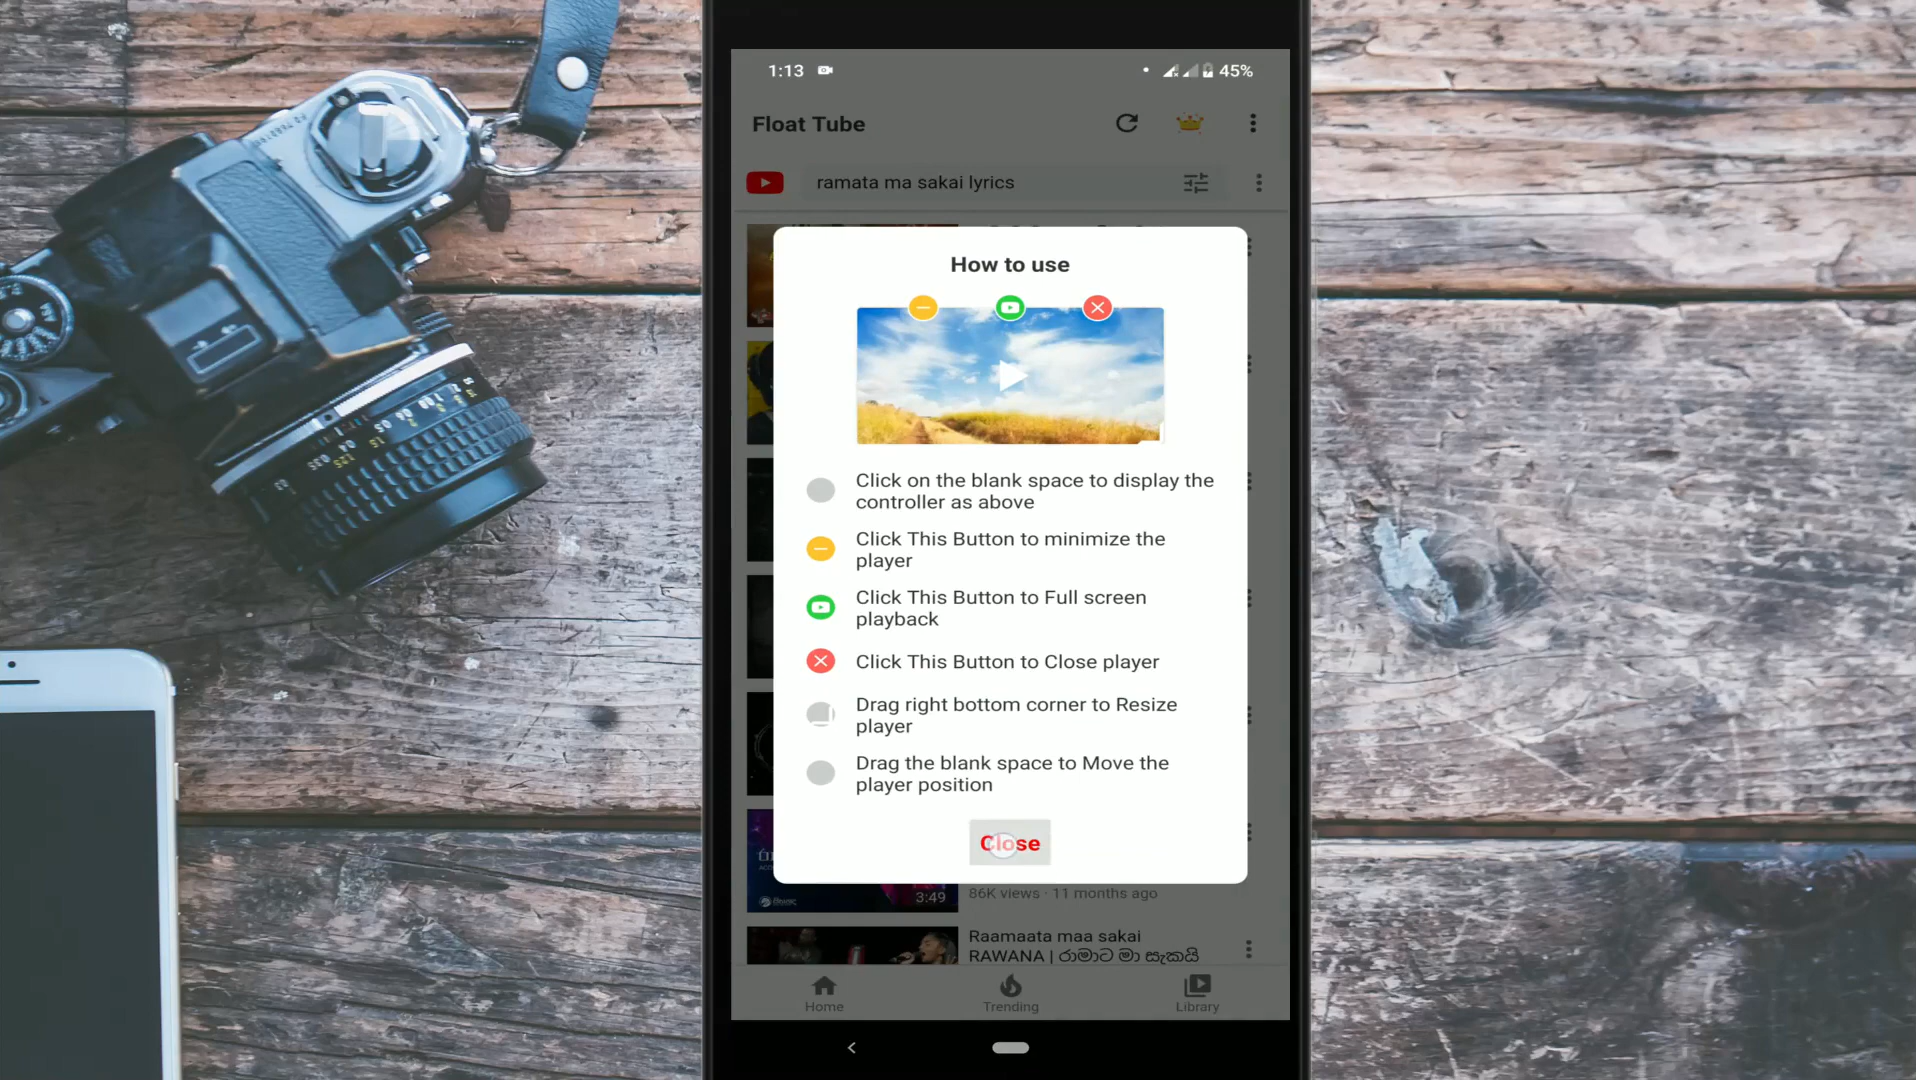 1:13
45%
Float Tube
ramata ma sakai lyrics
How to use
Click on the blank space to display the
controller as above
Click This Button to minimize the
player
Click This Button to Full screen
playback
Click This Button to Close player
Drag right bottom corner to Resize
player
Drag the blank space to Move the
player position
Close
3:49
86K views · 11 months ago
Raamaata maa sakai
RAWANA | රාමාට මා සැකයි
Home
Trending
Library